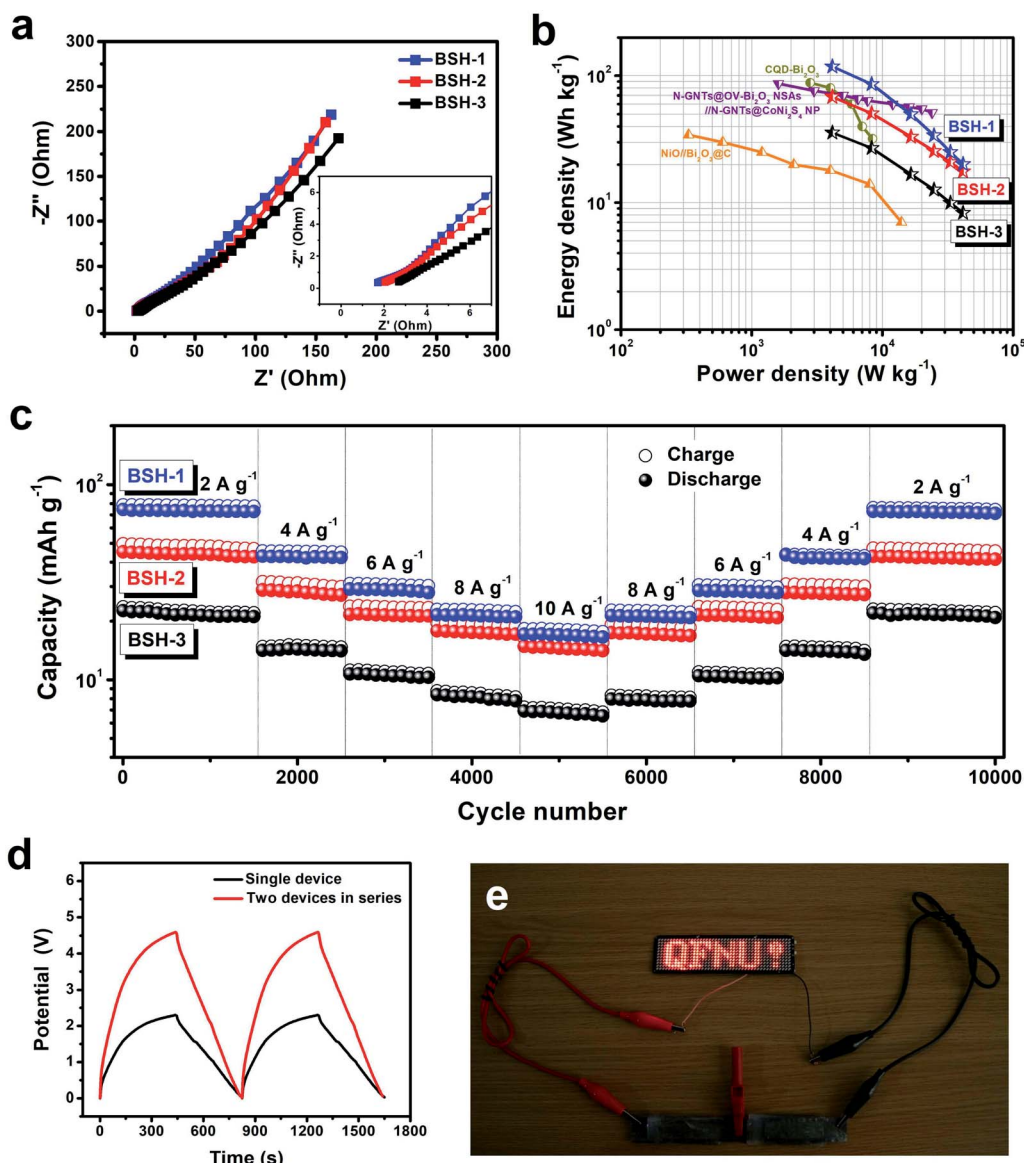 a
300
250
200
150
100
50
0
-Z'' (Ohm)
0 50 100 150 200 250 300
Z' (Ohm)
BSH-1
BSH-2
BSH-3
6
4
2
0
-Z'' (Ohm)
0 2 4 6
Z' (Ohm)
b
10²
10¹
10⁰
Energy density (Wh kg⁻¹)
10² 10³ 10⁴ 10⁵
Power density (W kg⁻¹)
CQD-Bi₂O₃
N-GNTs@OV-Bi₂O₃ NSAs
//N-GNTs@CoNi₂S₄ NP
NiO//Bi₂O₃@C
BSH-1
BSH-2
BSH-3
c
10²
10¹
Capacity (mAh g⁻¹)
BSH-1
BSH-2
BSH-3
2 A g⁻¹
4 A g⁻¹
6 A g⁻¹
8 A g⁻¹
10 A g⁻¹
8 A g⁻¹
6 A g⁻¹
4 A g⁻¹
2 A g⁻¹
Charge
Discharge
0 2000 4000 6000 8000 10000
Cycle number
d
6
5
4
3
2
1
0
Potential (V)
Single device
Two devices in series
0 300 600 900 1200 1500 1800
Time (s)
e
QFNU